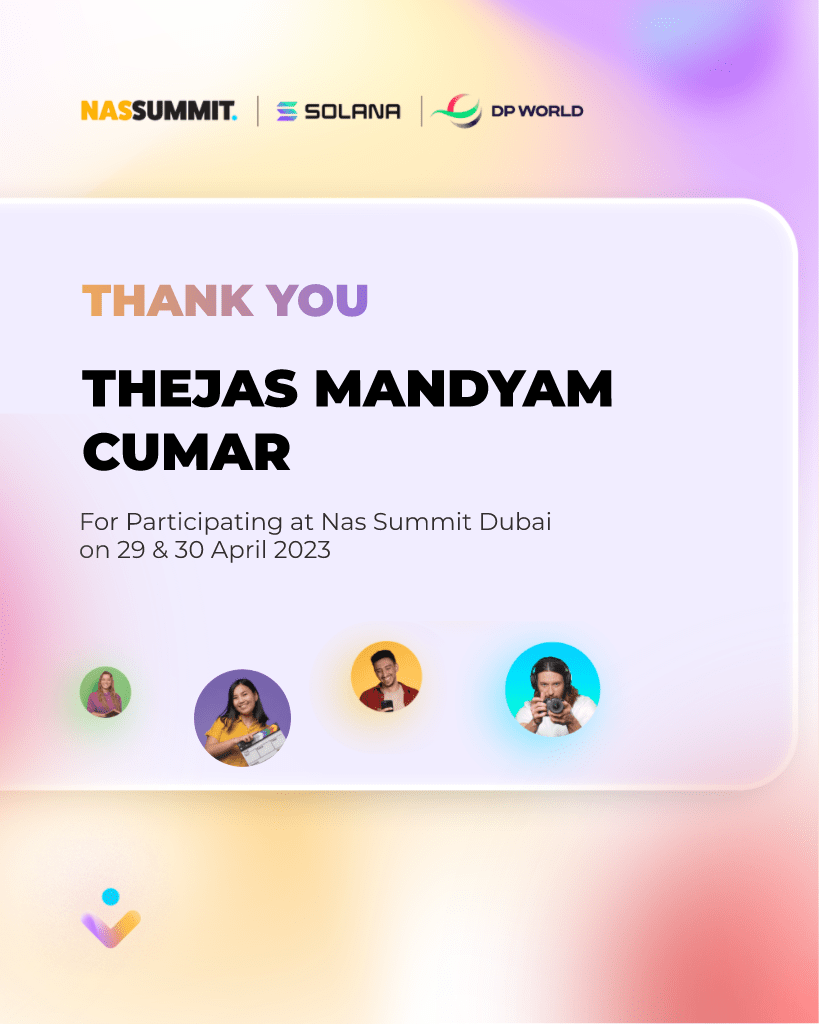 NASSUMMIT.
SOLANA
DP WORLD
THANK YOU
THEJAS MANDYAM
CUMAR
For Participating at Nas Summit Dubai
on 29 & 30 April 2023